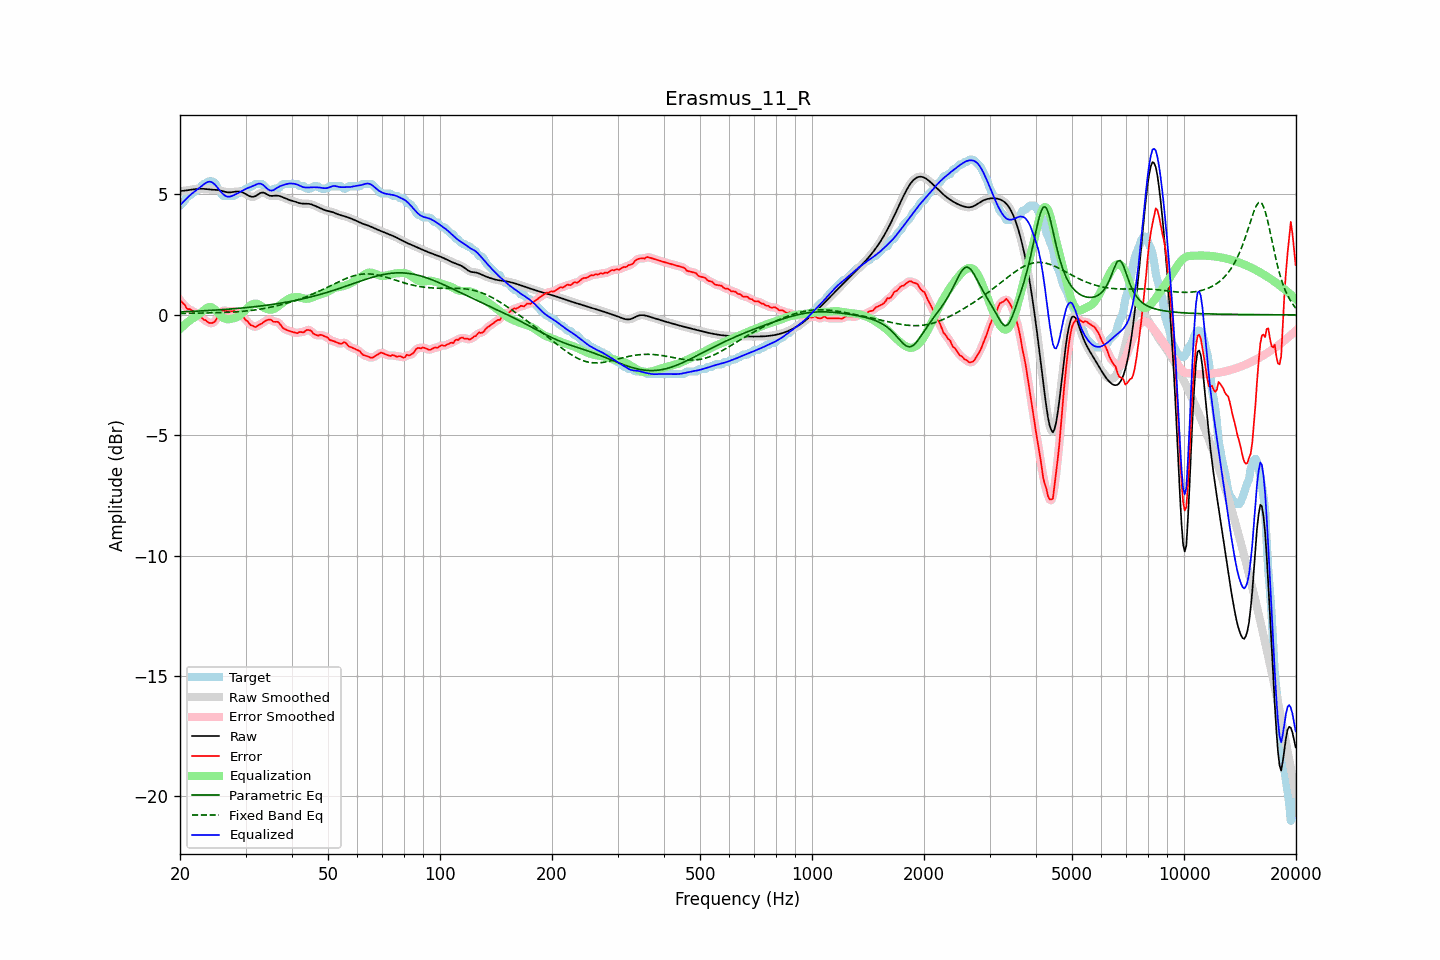 Erasmus_11_R
Amplitude (dBr)
5
0
−5
−10
−15
−20
Target
Raw Smoothed
Error Smoothed
Raw
Error
Equalization
Parametric Eq
Fixed Band Eq
Equalized
20 50 100 200 500 1000 2000 5000 10000 20000
Frequency (Hz)